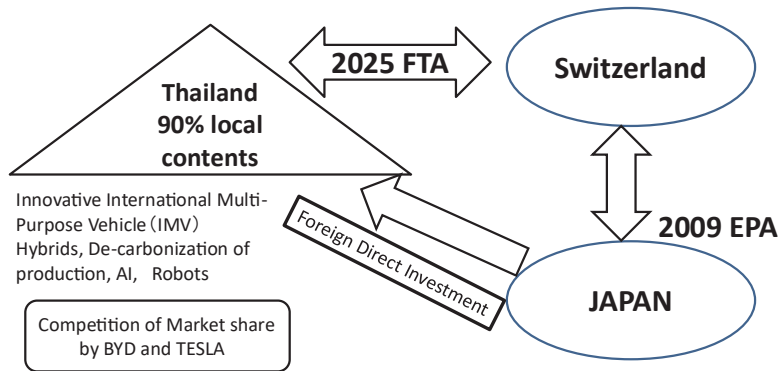 2025 FTA
Switzerland
Thailand
90% local
contents
Innovative International Multi-
Purpose Vehicle（IMV）
Hybrids, De-carbonization of
production, AI,　Robots
Foreign Direct Investment
2009 EPA
JAPAN
Competition of Market share
by BYD and TESLA